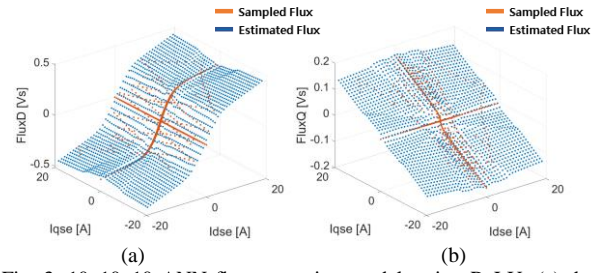 Sampled Flux
Estimated Flux
Sampled Flux
Estimated Flux
FluxD [Vs]
0.5
0
-0.5
20
0
-20
Iqse [A]
-20
0
20
Idse [A]
(a)
FluxQ [Vs]
0.2
0.1
0
-0.1
-0.2
20
0
-20
Iqse [A]
-20
0
20
Idse [A]
(b)